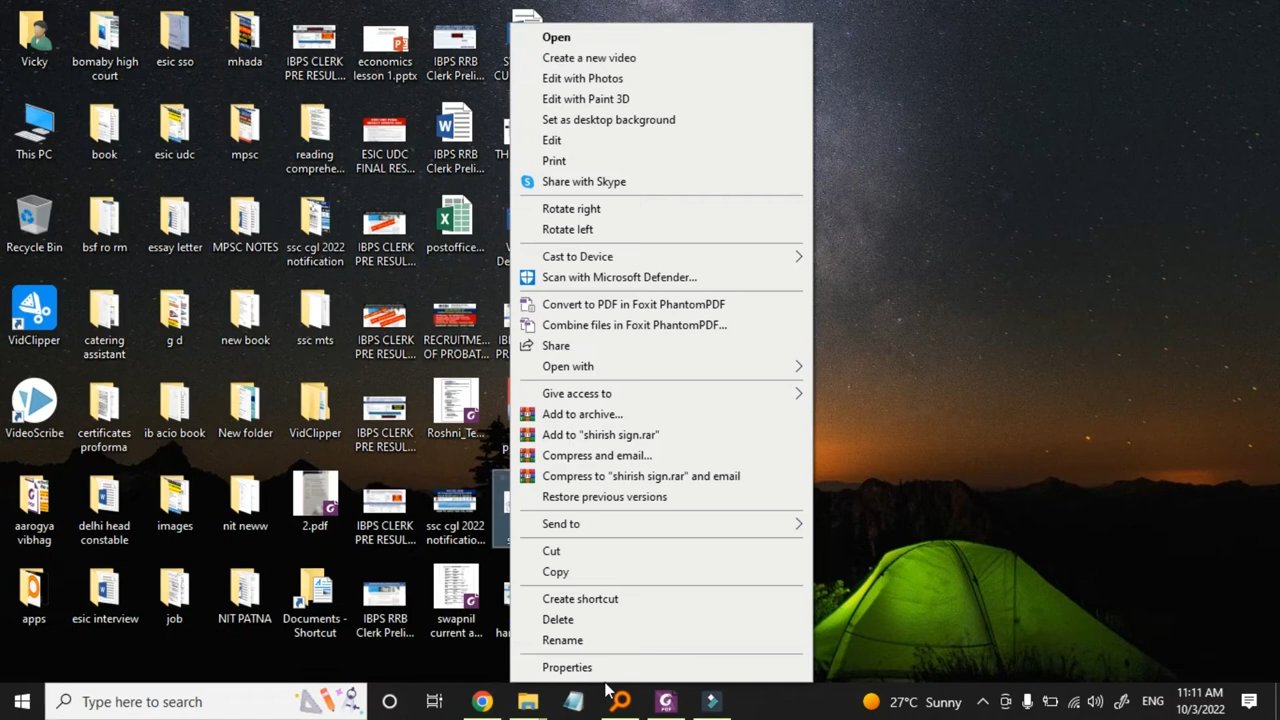 Vicky
bomaby high
court
esic sso
mhada
IBPS CLERK
PRE RESUL...
economics
lesson 1.pptx
IBPS RRB
Clerk Preli...
This PC
book
esic udc
mpsc
reading
comprehe...
ESIC UDC
FINAL RES...
IBPS RRB
Clerk Preli...
Recycle Bin
bsf ro rm
essay letter
MPSC NOTES
ssc cgl 2022
notification
IBPS CLERK
PRE RESUL...
postoffice...
VidClipper
catering
assistant
g d
new book
ssc mts
IBPS CLERK
PRE RESUL...
RECRUITME...
OF PROBAT...
VideoScribe
certificates
proforma
ib acio book
New folder
VidClipper
IBPS CLERK
PRE RESUL...
Roshni_Te...
aarogya
vibhag
delhi head
constable
images
nit neww
2.pdf
IBPS CLERK
PRE RESUL...
ssc cgl 2022
notificatio...
apps
esic interview
job
NIT PATNA
Documents -
Shortcut
IBPS RRB
Clerk Preli...
swapnil
current a...
Open
Create a new video
Edit with Photos
Edit with Paint 3D
Set as desktop background
Edit
Print
Share with Skype
Rotate right
Rotate left
Cast to Device
Scan with Microsoft Defender...
Convert to PDF in Foxit PhantomPDF
Combine files in Foxit PhantomPDF...
Share
Open with
Give access to
Add to archive...
Add to "shirish sign.rar"
Compress and email...
Compress to "shirish sign.rar" and email
Restore previous versions
Send to
Cut
Copy
Create shortcut
Delete
Rename
Properties
Type here to search
27°C Sunny
ENG
11:11 AM
10/3/2022